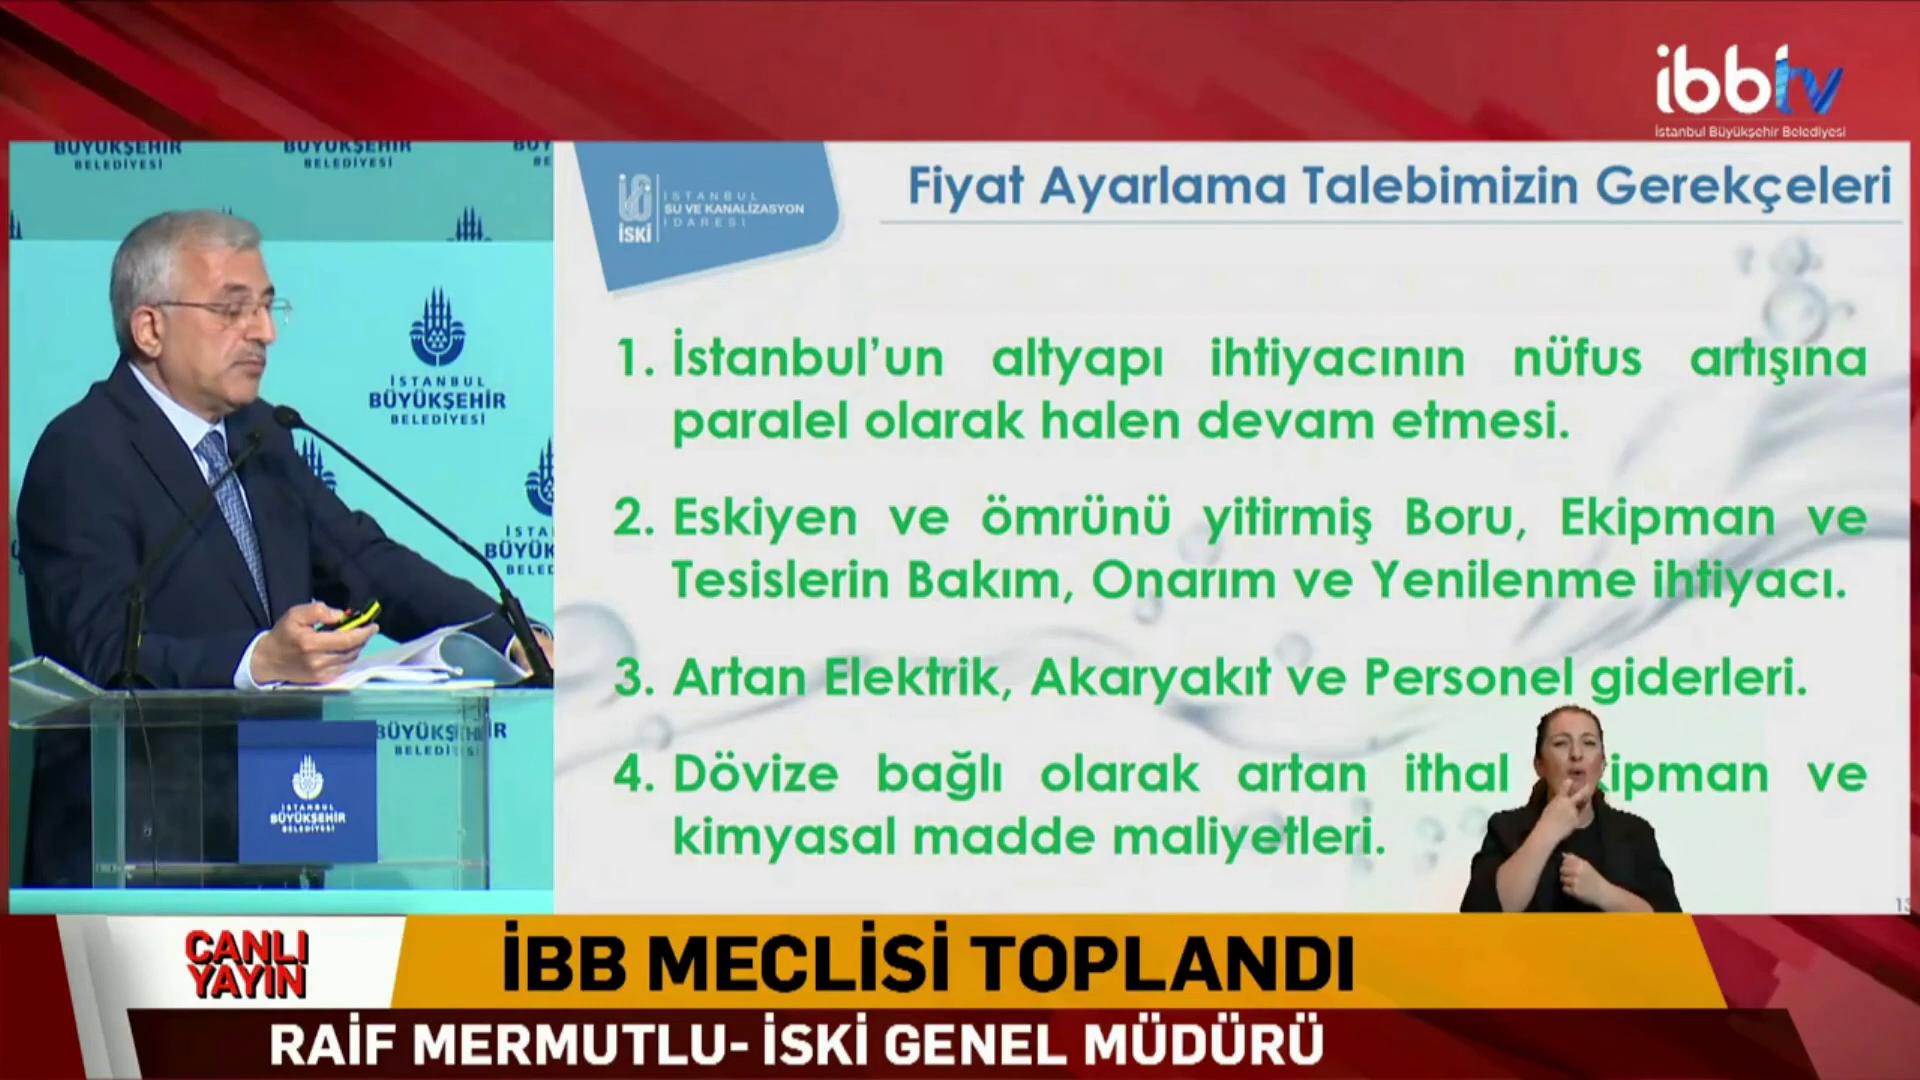 ibbtv
İstanbul Büyükşehir Belediyesi
BÜYÜKŞEHİR
BELEDİYESİ
BÜYÜKŞEHİR
BELEDİYESİ
İSTANBUL
SU VE KANALİZASYON
İDARESİ
İSKİ
Fiyat Ayarlama Talebimizin Gerekçeleri
1. İstanbul’un altyapı ihtiyacının nüfus artışına
paralel olarak halen devam etmesi.
2. Eskiyen ve ömrünü yitirmiş Boru, Ekipman ve
Tesislerin Bakım, Onarım ve Yenilenme ihtiyacı.
3. Artan Elektrik, Akaryakıt ve Personel giderleri.
4. Dövize bağlı olarak artan ithal kipman ve
kimyasal madde maliyetleri.
İSTANBUL
BÜYÜKŞEHİR
BELEDİYESİ
İSTA
BÜYÜK
BELED
BÜYÜKŞEHİR
BELEDİYESİ
İSTANBUL
BÜYÜKŞEHİR
BELEDİYESİ
CANLI
YAYIN
İBB MECLİSİ TOPLANDI
RAİF MERMUTLU- İSKİ GENEL MÜDÜRÜ